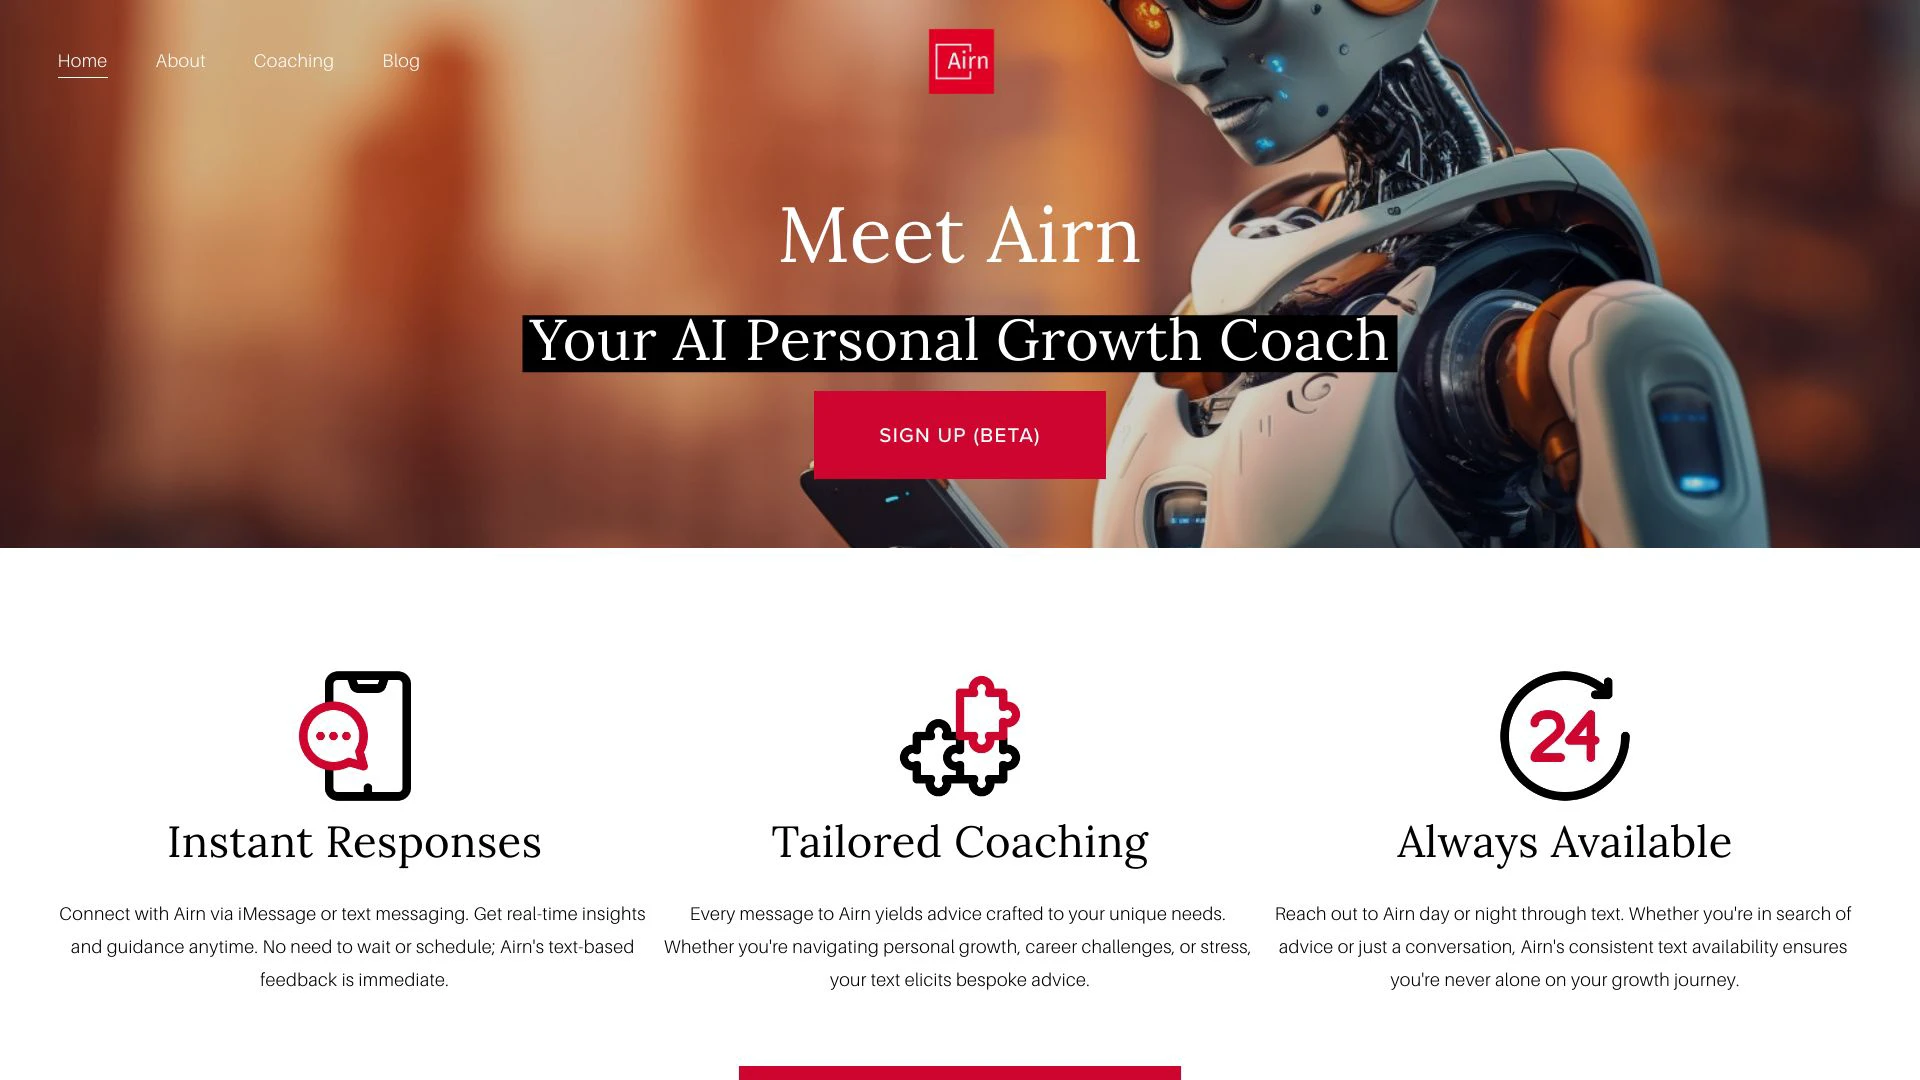 Home
About
Coaching
Blog
Airn
Meet Airn
Your AI Personal Growth Coach
SIGN UP (BETA)
24
Instant Responses
Connect with Airn via iMessage or text messaging. Get real-time insights
and guidance anytime. No need to wait or schedule; Airn's text-based
feedback is immediate.
Tailored Coaching
Every message to Airn yields advice crafted to your unique needs.
Whether you're navigating personal growth, career challenges, or stress,
your text elicits bespoke advice.
Always Available
Reach out to Airn day or night through text. Whether you're in search of
advice or just a conversation, Airn's consistent text availability ensures
you're never alone on your growth journey.